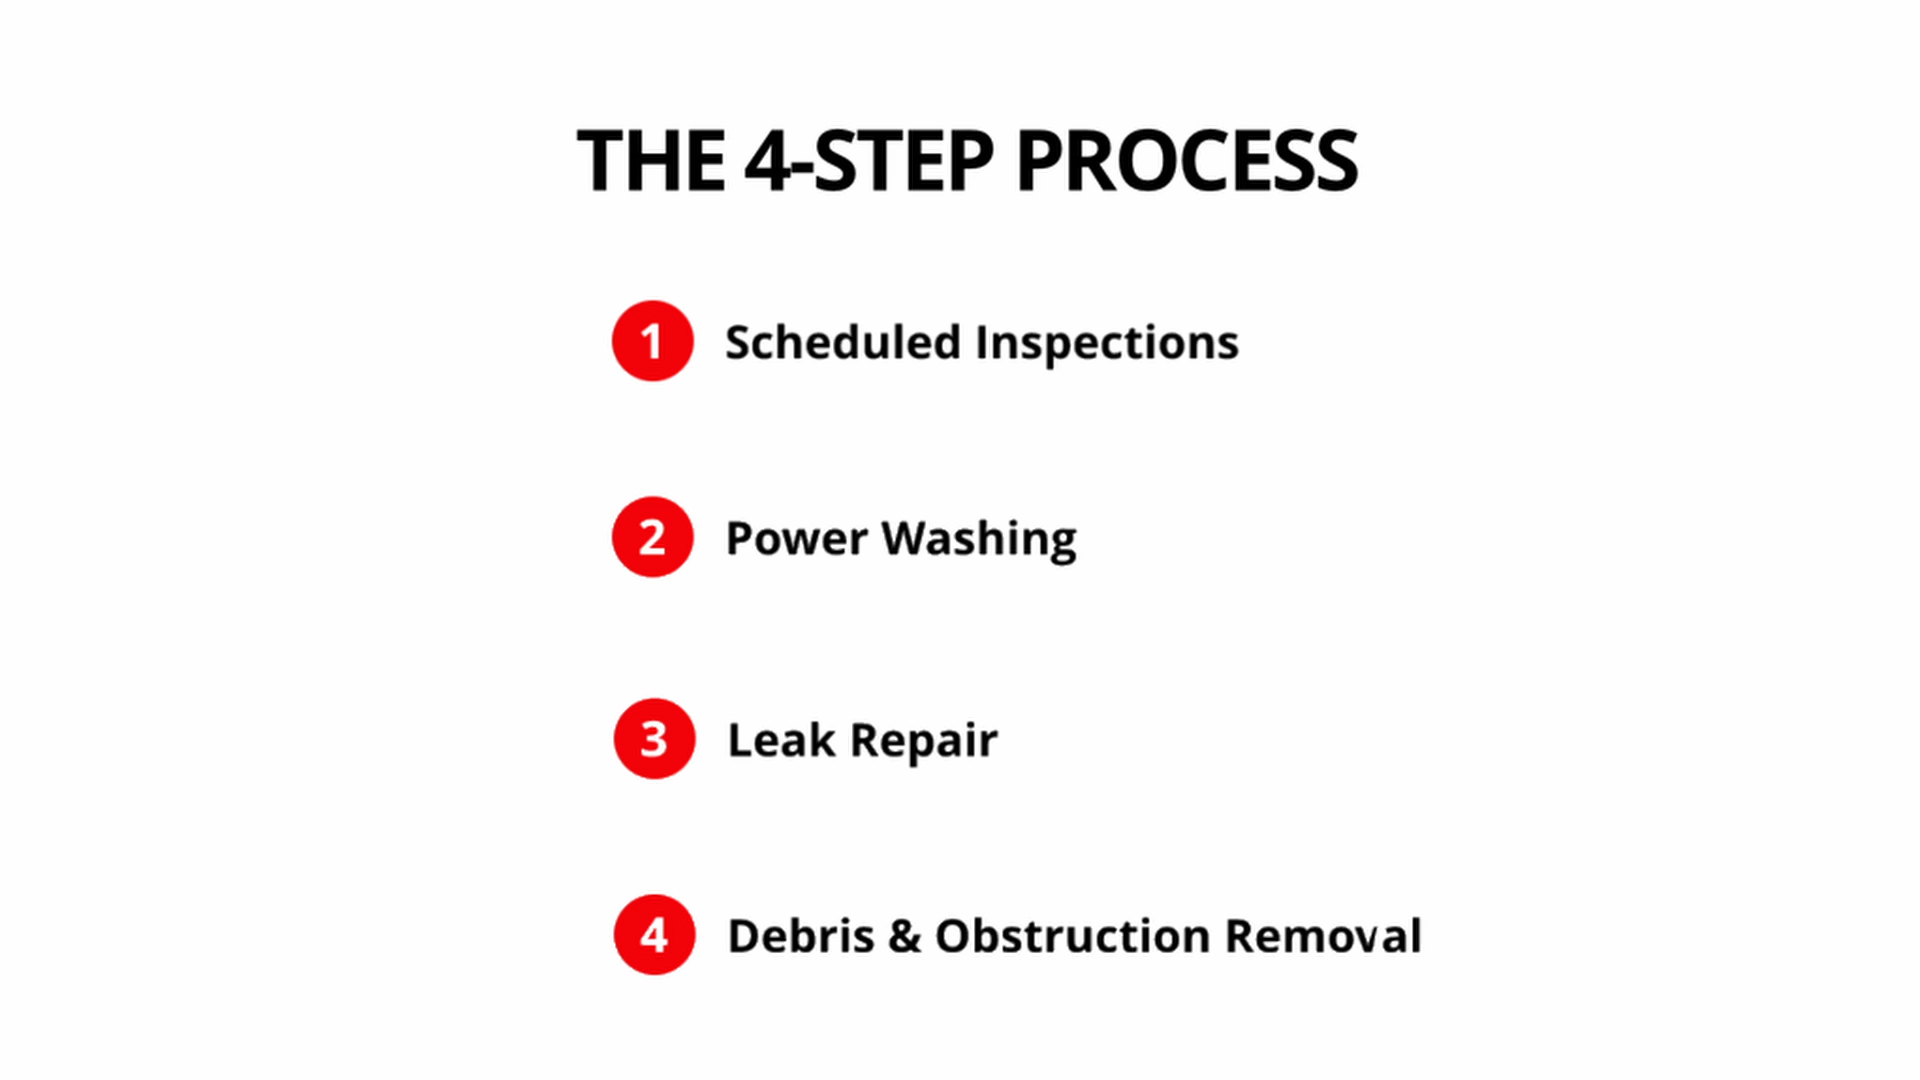 THE 4-STEP PROCESS
1 Scheduled Inspections
2 Power Washing
3 Leak Repair
4 Debris & Obstruction Removal